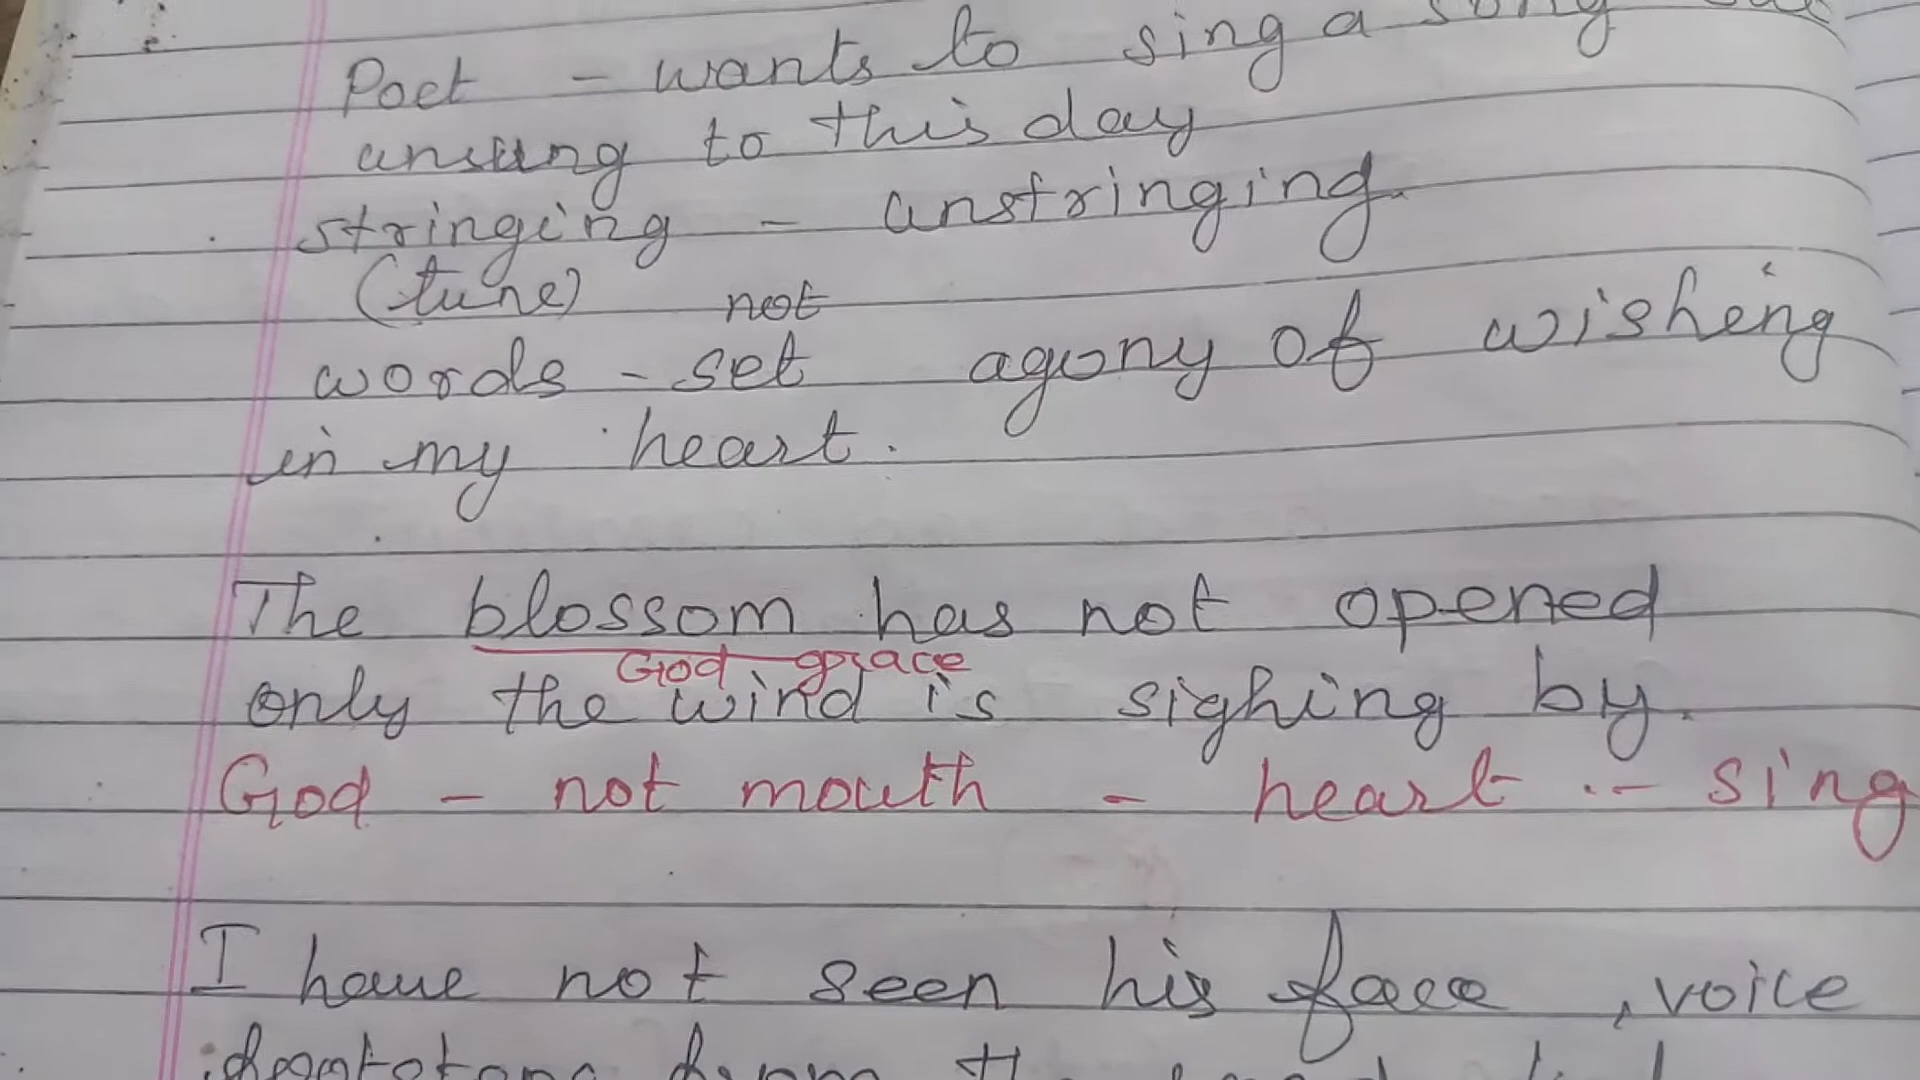 Poet - wants to sing a song
unsung to this day
stringing - unstringing.
(tune) not
words - set agony of wishing
in my heart.
The blossom has not opened
God grace
only the wind is sighing by.
God - not mouth - heart - sing
I have not seen his face, voice